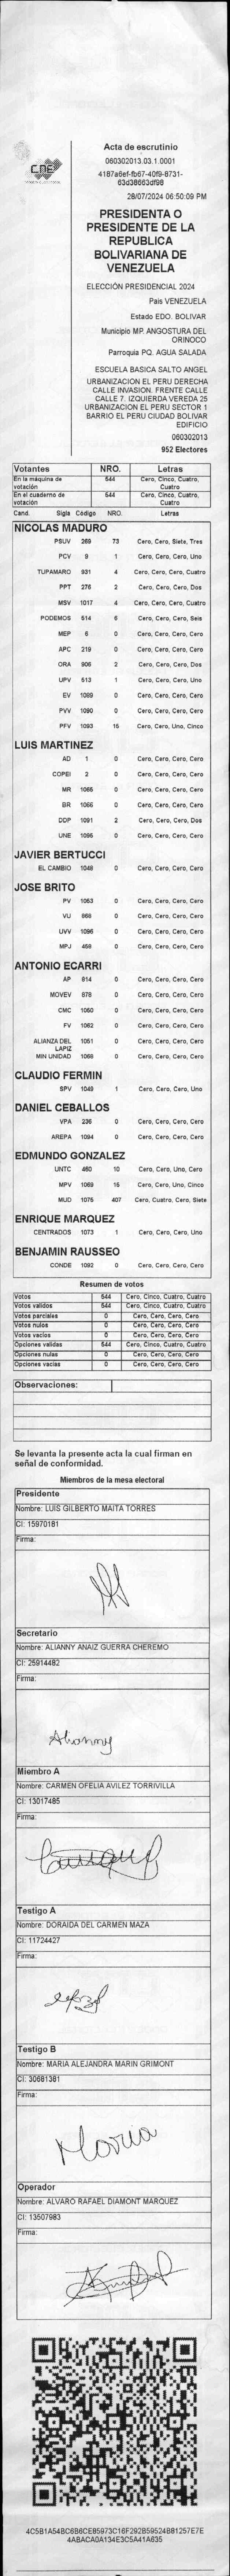 CNE
Acta de escrutinio
060302013.03.1.0001
4187a6ef-fb67-40f9-8731-
63d38663df98
28/07/2024 06:50:09 PM
PRESIDENTA O
PRESIDENTE DE LA
REPUBLICA
BOLIVARIANA DE
VENEZUELA
ELECCIÓN PRESIDENCIAL 2024
País VENEZUELA
Estado EDO. BOLIVAR
Municipio MP. ANGOSTURA DEL
ORINOCO
Parroquia PQ. AGUA SALADA
ESCUELA BASICA SALTO ANGEL
URBANIZACION EL PERU DERECHA
CALLE INVASION. FRENTE CALLE
CALLE 7. IZQUIERDA VEREDA 25
URBANIZACION EL PERU SECTOR 1
BARRIO EL PERU CIUDAD BOLIVAR
EDIFICIO
060302013
952 Electores
Votantes NRO. Letras
En la máquina de votación 544 Cero, Cinco, Cuatro, Cuatro
En el cuaderno de votación 544 Cero, Cinco, Cuatro, Cuatro
Cand. Sigla Código NRO. Letras
NICOLAS MADURO
PSUV 269 73 Cero, Cero, Siete, Tres
PCV 9 1 Cero, Cero, Cero, Uno
TUPAMARO 931 4 Cero, Cero, Cero, Cuatro
PPT 276 2 Cero, Cero, Cero, Dos
MSV 1017 4 Cero, Cero, Cero, Cuatro
PODEMOS 514 6 Cero, Cero, Cero, Seis
MEP 6 0 Cero, Cero, Cero, Cero
APC 219 0 Cero, Cero, Cero, Cero
ORA 906 2 Cero, Cero, Cero, Dos
UPV 513 1 Cero, Cero, Cero, Uno
EV 1089 0 Cero, Cero, Cero, Cero
PVV 1090 0 Cero, Cero, Cero, Cero
PFV 1093 15 Cero, Cero, Uno, Cinco
LUIS MARTINEZ
AD 1 0 Cero, Cero, Cero, Cero
COPEI 2 0 Cero, Cero, Cero, Cero
MR 1065 0 Cero, Cero, Cero, Cero
BR 1066 0 Cero, Cero, Cero, Cero
DDP 1091 2 Cero, Cero, Cero, Dos
UNE 1095 0 Cero, Cero, Cero, Cero
JAVIER BERTUCCI
EL CAMBIO 1048 0 Cero, Cero, Cero, Cero
JOSE BRITO
PV 1053 0 Cero, Cero, Cero, Cero
VU 868 0 Cero, Cero, Cero, Cero
UVV 1096 0 Cero, Cero, Cero, Cero
MPJ 458 0 Cero, Cero, Cero, Cero
ANTONIO ECARRI
AP 814 0 Cero, Cero, Cero, Cero
MOVEV 878 0 Cero, Cero, Cero, Cero
CMC 1050 0 Cero, Cero, Cero, Cero
FV 1062 0 Cero, Cero, Cero, Cero
ALIANZA DEL LAPIZ 1051 0 Cero, Cero, Cero, Cero
MIN UNIDAD 1068 0 Cero, Cero, Cero, Cero
CLAUDIO FERMIN
SPV 1049 1 Cero, Cero, Cero, Uno
DANIEL CEBALLOS
VPA 236 0 Cero, Cero, Cero, Cero
AREPA 1094 0 Cero, Cero, Cero, Cero
EDMUNDO GONZALEZ
UNTC 460 10 Cero, Cero, Uno, Cero
MPV 1069 15 Cero, Cero, Uno, Cinco
MUD 1075 407 Cero, Cuatro, Cero, Siete
ENRIQUE MARQUEZ
CENTRADOS 1073 1 Cero, Cero, Cero, Uno
BENJAMIN RAUSSEO
CONDE 1092 0 Cero, Cero, Cero, Cero
Resumen de votos
Votos 544 Cero, Cinco, Cuatro, Cuatro
Votos validos 544 Cero, Cinco, Cuatro, Cuatro
Votos parciales 0 Cero, Cero, Cero, Cero
Votos nulos 0 Cero, Cero, Cero, Cero
Votos vacios 0 Cero, Cero, Cero, Cero
Opciones validas 544 Cero, Cinco, Cuatro, Cuatro
Opciones nulas 0 Cero, Cero, Cero, Cero
Opciones vacias 0 Cero, Cero, Cero, Cero
Observaciones:
Se levanta la presente acta la cual firman en
señal de conformidad.
Miembros de la mesa electoral
Presidente
Nombre: LUIS GILBERTO MAITA TORRES
CI: 15970181
Firma:
Secretario
Nombre: ALIANNY ANAIZ GUERRA CHEREMO
CI: 25914482
Firma:
Alianny
Miembro A
Nombre: CARMEN OFELIA AVILEZ TORRIVILLA
CI: 13017485
Firma:
Testigo A
Nombre: DORAIDA DEL CARMEN MAZA
CI: 11724427
Firma:
Testigo B
Nombre: MARIA ALEJANDRA MARIN GRIMONT
CI: 30681381
Firma:
Maria
Operador
Nombre: ALVARO RAFAEL DIAMONT MARQUEZ
CI: 13507983
Firma:
4C5B1A54BC6B6CE85973C16F292B59524B81257E7E
4ABACA0A134E3C5A41A635